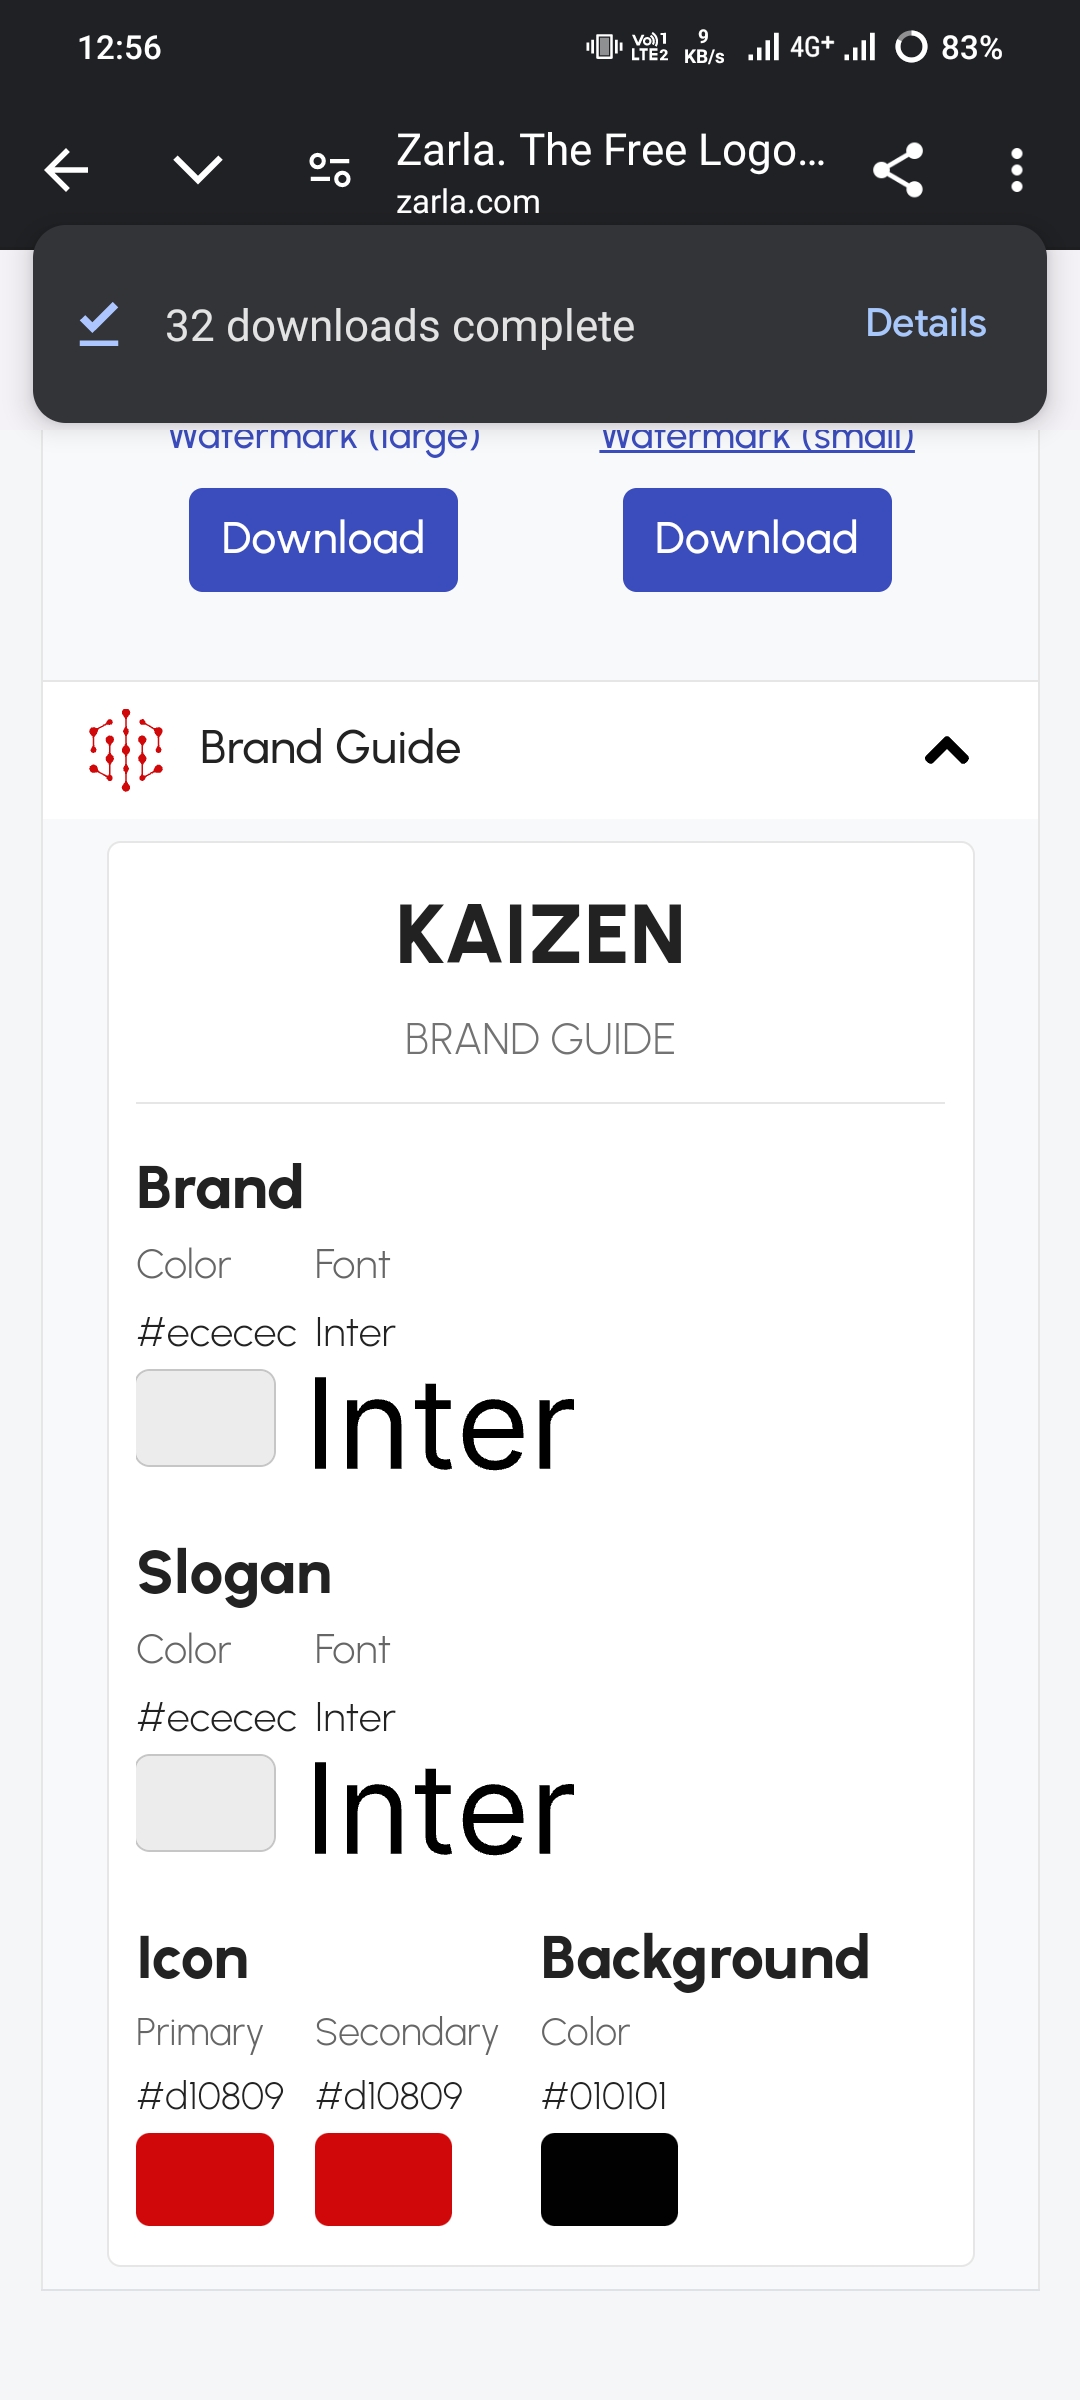 12:56
Vo))1 LTE2 9 KB/s 4G+ 83%
Zarla. The Free Logo...
zarla.com
32 downloads complete Details
Watermark (large) Watermark (small)
Download Download
Brand Guide
KAIZEN
BRAND GUIDE
Brand
Color Font
#ececec Inter
Inter
Slogan
Color Font
#ececec Inter
Inter
Icon Background
Primary Secondary Color
#d10809 #d10809 #010101